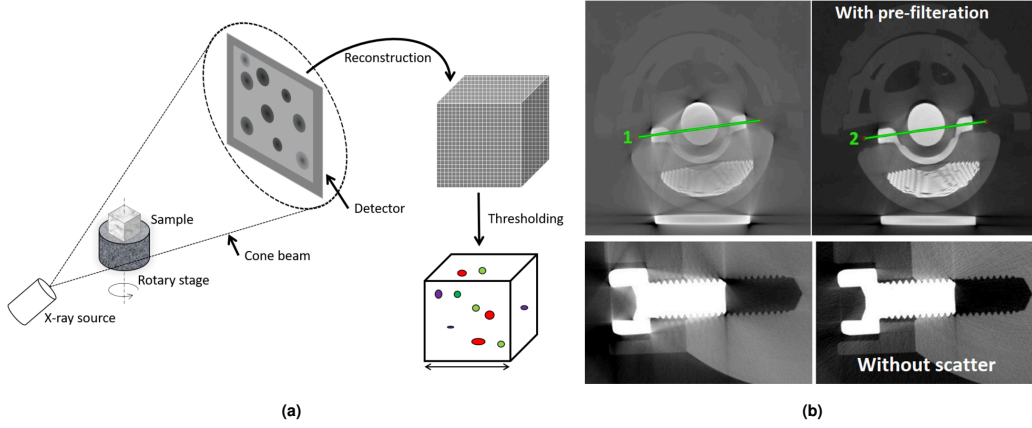 Reconstruction
Detector
Thresholding
Sample
Cone beam
Rotary stage
X-ray source
(a)
With pre-filteration
1
2
Without scatter
(b)